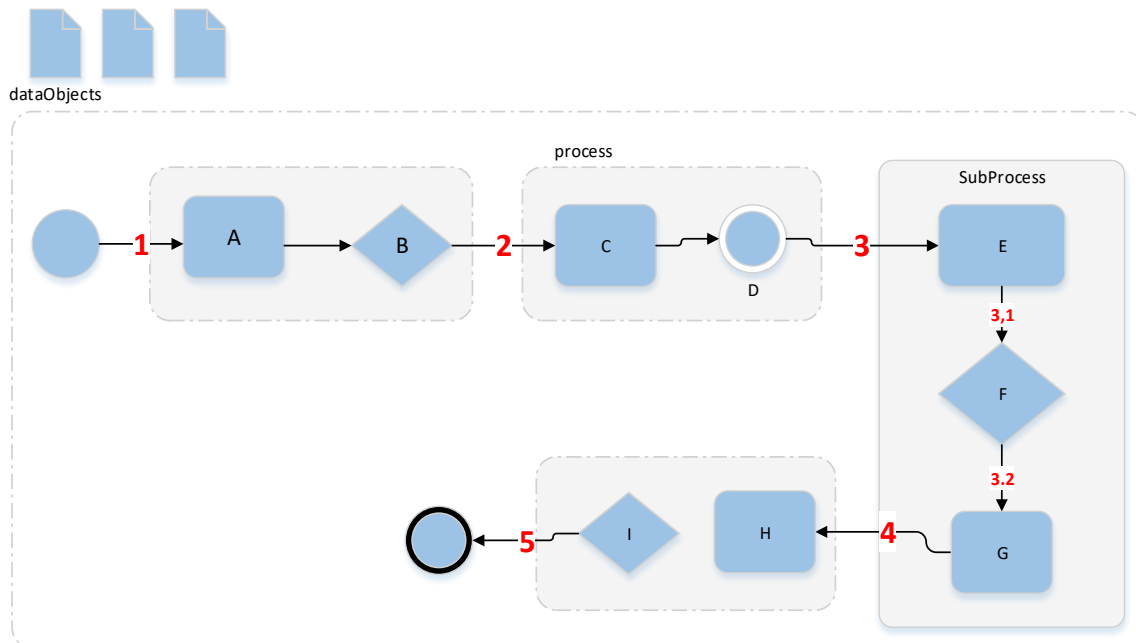 dataObjects
process
SubProcess
1
A
B
2
C
D
3
E
3,1
F
3.2
G
4
H
I
5